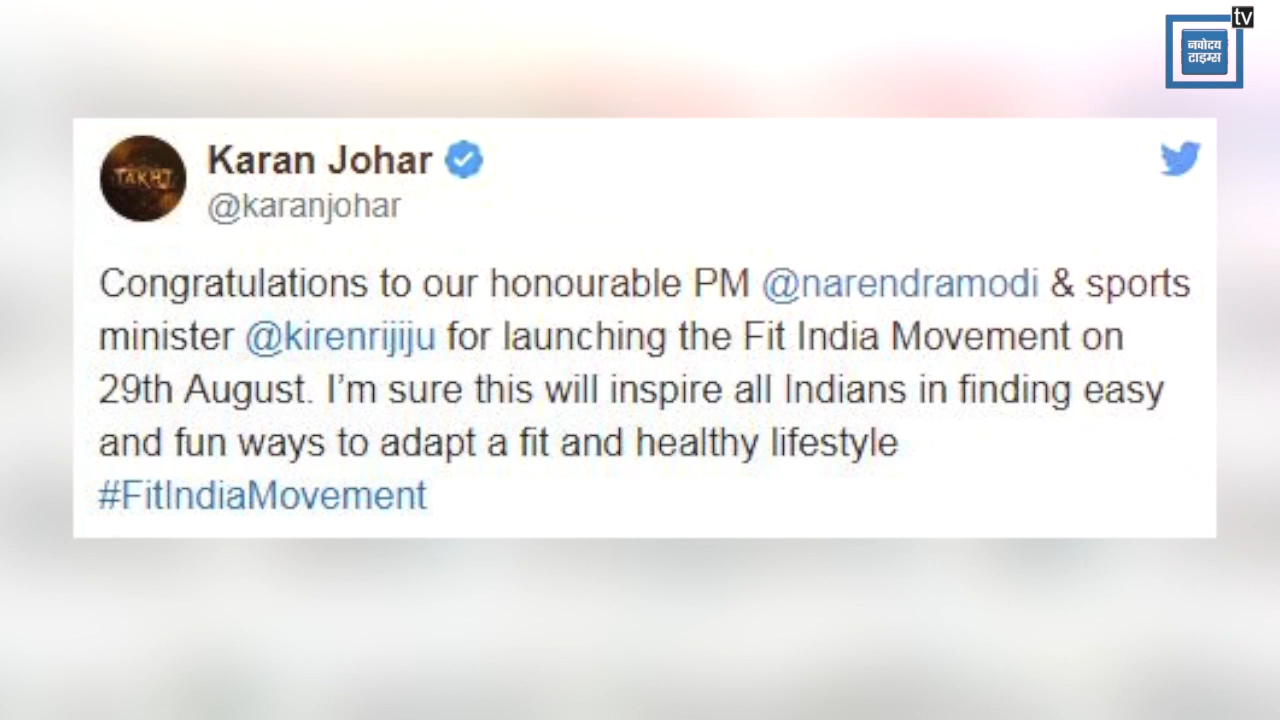 tv
नवोदय
टाइम्स
TAKHT
Karan Johar
@karanjohar
Congratulations to our honourable PM @narendramodi & sports
minister @kirenrijiju for launching the Fit India Movement on
29th August. I’m sure this will inspire all Indians in finding easy
and fun ways to adapt a fit and healthy lifestyle
#FitIndiaMovement